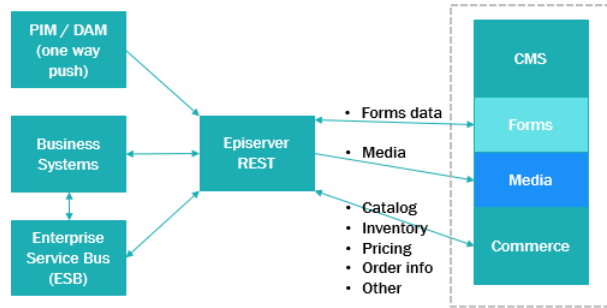 PIM / DAM
(one way
push)
Business
Systems
Enterprise
Service Bus
(ESB)
Episerver
REST
• Forms data
• Media
• Catalog
• Inventory
• Pricing
• Order info
• Other
CMS
Forms
Media
Commerce